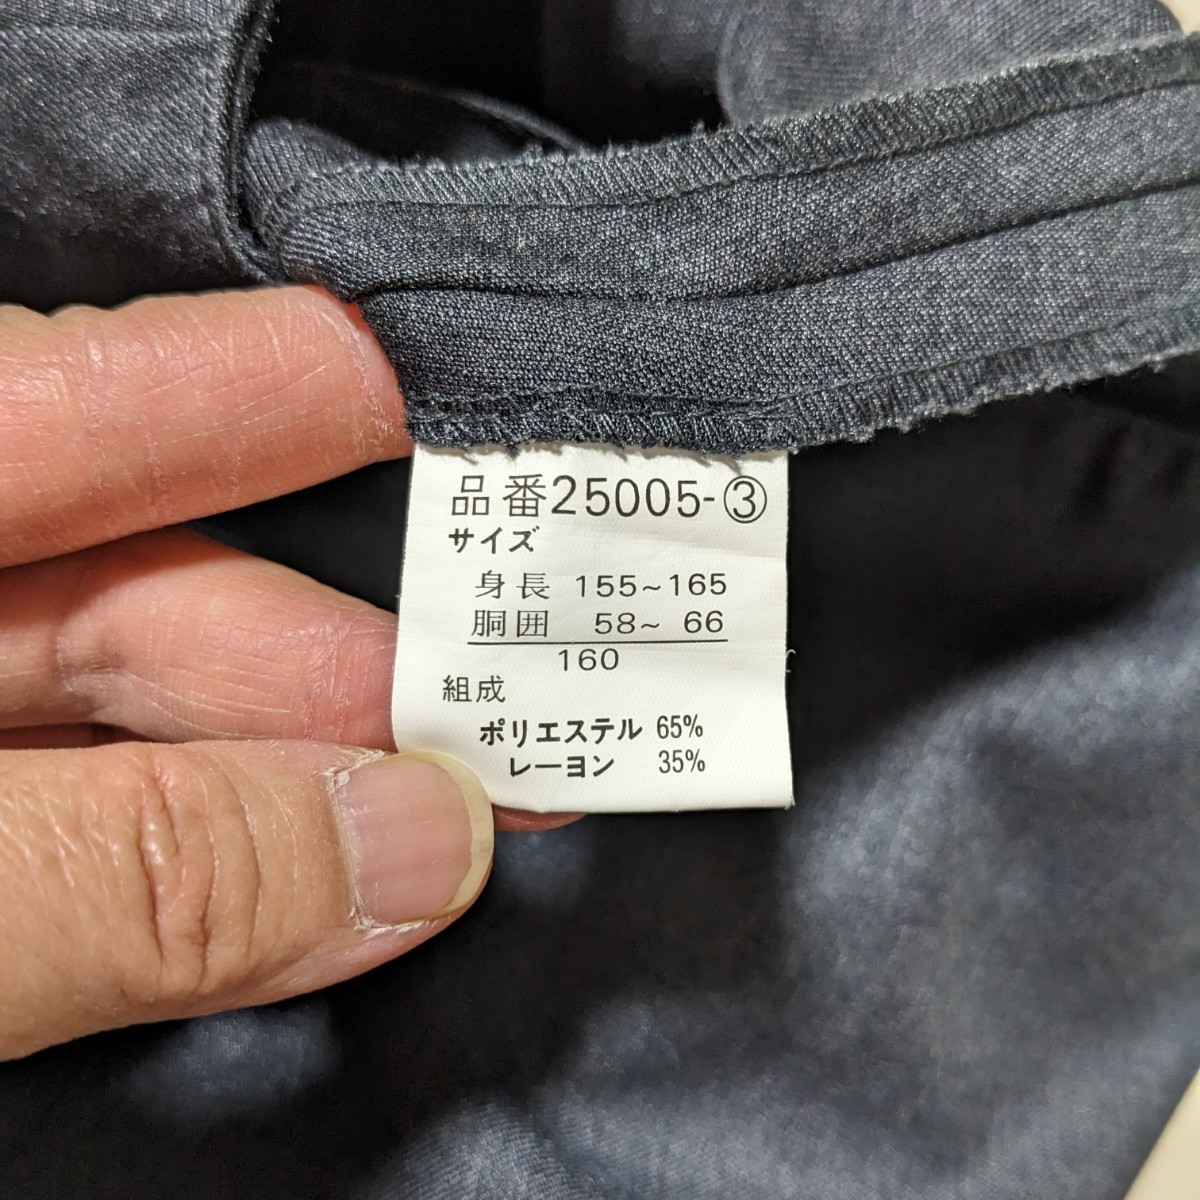 品番25005-③
サイズ
身長 155~165
胴囲 58~ 66
160
組成
ポリエステル 65%
レーヨン 35%